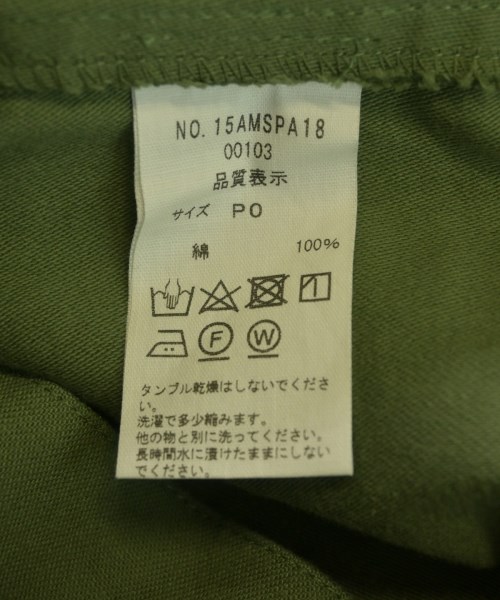 NO. 15AMSPA18
00103
品質表示
サイズ PO
綿 100%
F W
タンブル乾燥はしないでくださ
い。
洗濯で多少縮みます。
他の物と別に洗ってください。
長時間水に漬けたままにしない
でください。